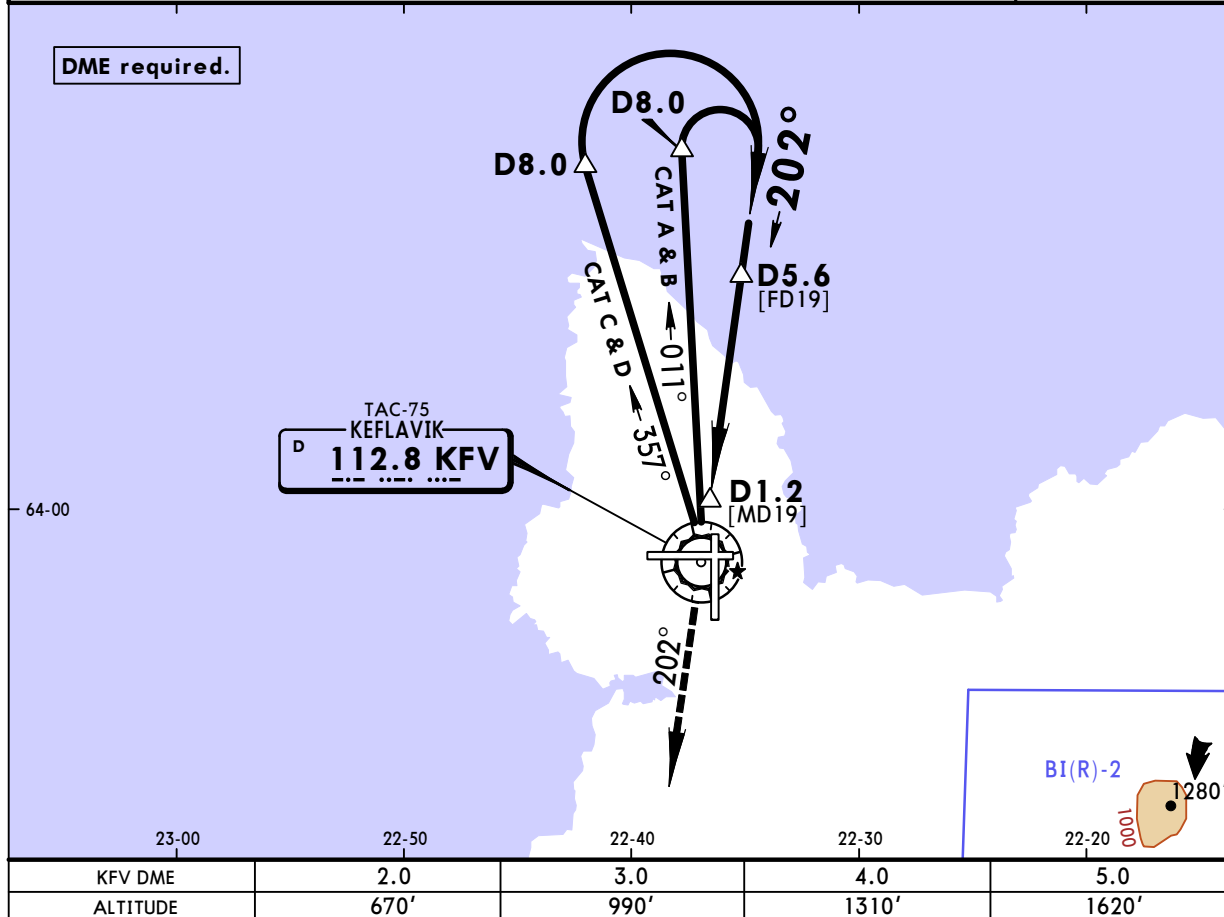 DME required.
D8.0
D8.0
202°
CAT A & B
D5.6
[FD19]
CAT C & D
011°
357°
TAC-75
KEFLAVIK
D 112.8 KFV
D1.2
[MD19]
64-00
202°
BI(R)-2
1280'
1000
23-00 22-50 22-40 22-30 22-20
KFV DME 2.0 3.0 4.0 5.0
ALTITUDE 670' 990' 1310' 1620'